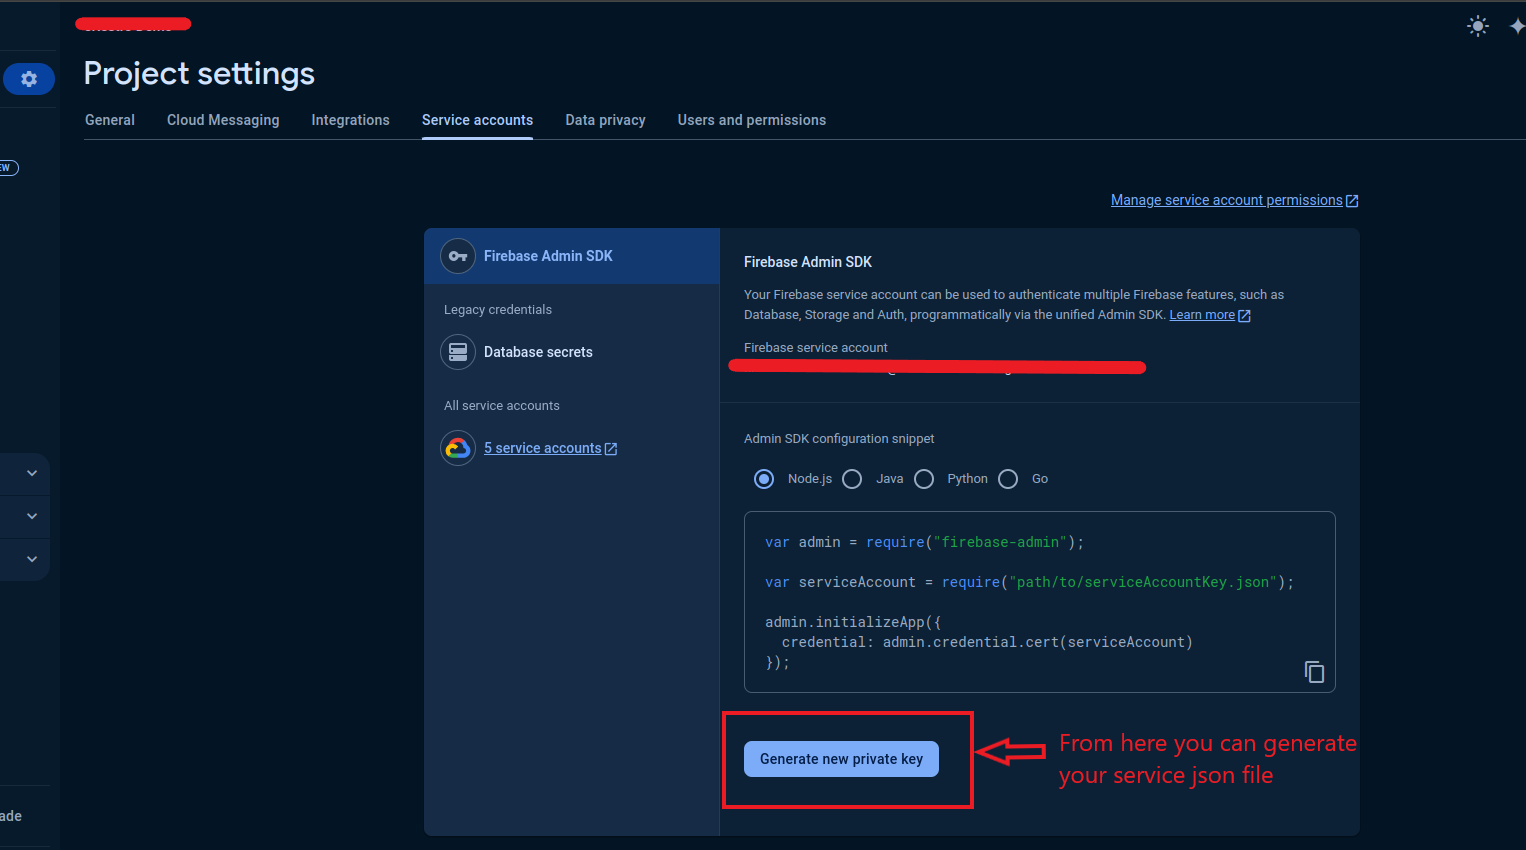 Project settings
General
Cloud Messaging
Integrations
Service accounts
Data privacy
Users and permissions
Manage service account permissions
Firebase Admin SDK
Legacy credentials
Database secrets
All service accounts
5 service accounts
Firebase Admin SDK
Your Firebase service account can be used to authenticate multiple Firebase features, such as
Database, Storage and Auth, programmatically via the unified Admin SDK. Learn more
Firebase service account
Admin SDK configuration snippet
Node.js
Java
Python
Go
var admin = require("firebase-admin");
var serviceAccount = require("path/to/serviceAccountKey.json");
admin.initializeApp({
credential: admin.credential.cert(serviceAccount)
});
Generate new private key
From here you can generate
your service json file